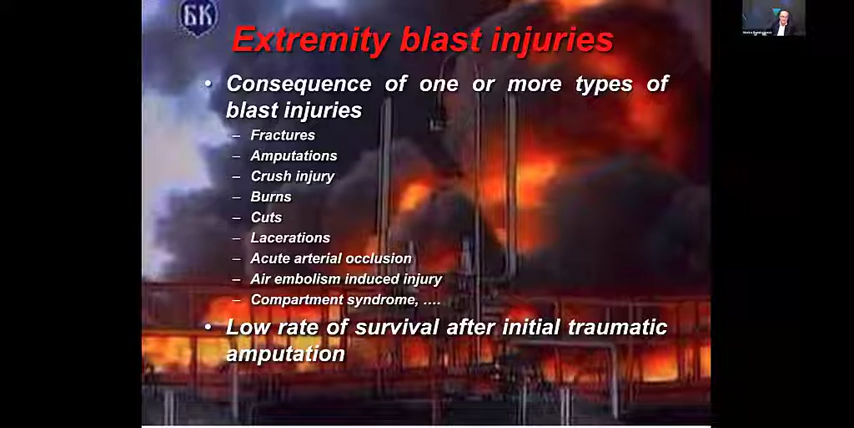 БК
Extremity blast injuries
• Consequence of one or more types of
blast injuries
– Fractures
– Amputations
– Crush injury
– Burns
– Cuts
– Lacerations
– Acute arterial occlusion
– Air embolism induced injury
– Compartment syndrome, ....
• Low rate of survival after initial traumatic
amputation